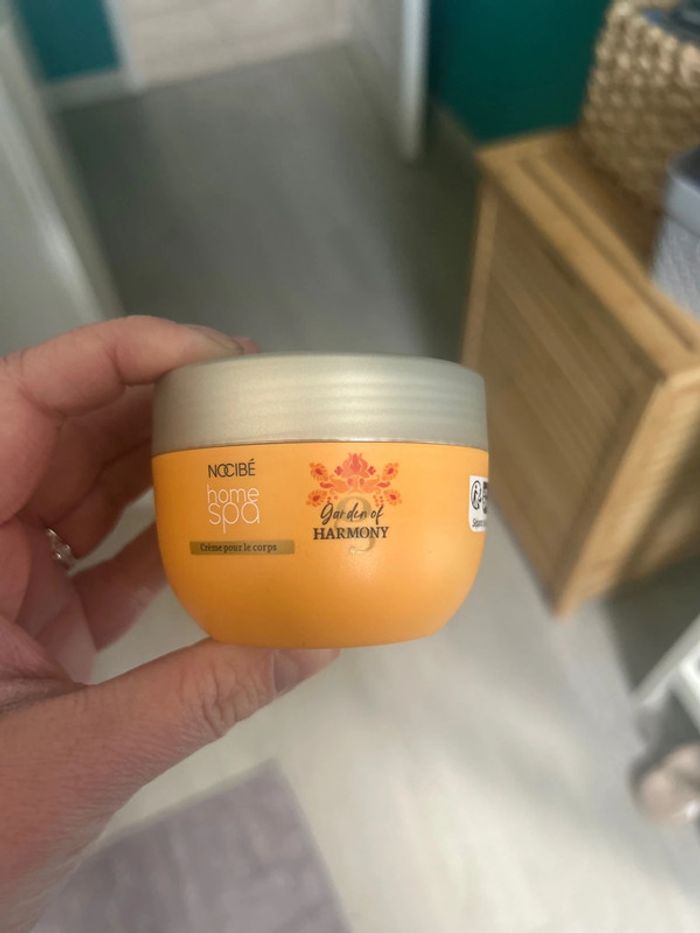 NOCIBÉ
home
spa
Crème pour le corps
Garden of
HARMONY